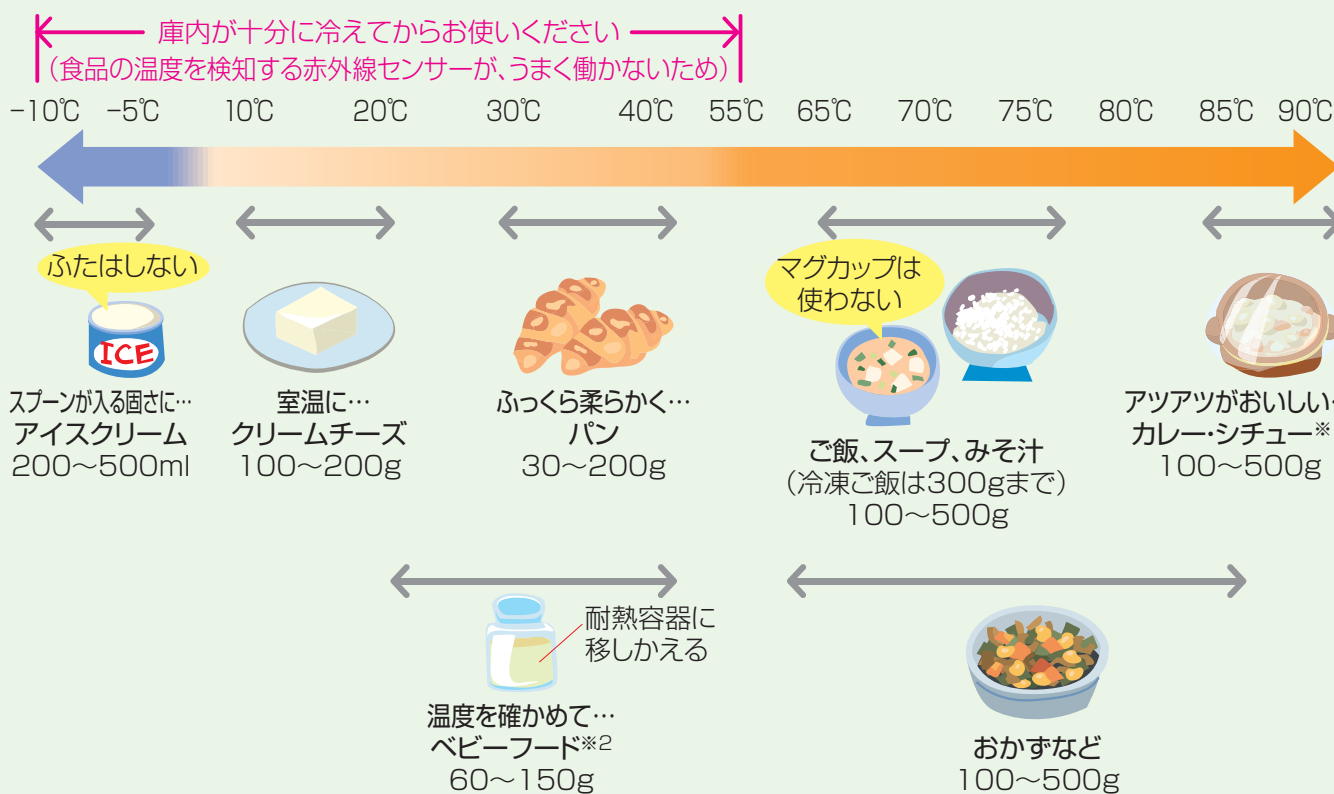 庫内が十分に冷えてからお使いください
（食品の温度を検知する赤外線センサーが、うまく働かないため）
−10℃ −5℃ 10℃ 20℃ 30℃ 40℃ 55℃ 65℃ 70℃ 75℃ 80℃ 85℃ 90℃
ふたはしない
ICE
スプーンが入る固さに…
アイスクリーム
200〜500ml
室温に…
クリームチーズ
100〜200g
ふっくら柔らかく…
パン
30〜200g
マグカップは
使わない
ご飯、スープ、みそ汁
（冷凍ご飯は300gまで）
100〜500g
アツアツがおいしい…
カレー・シチュー※
100〜500g
耐熱容器に
移しかえる
温度を確かめて…
ベビーフード※2
60〜150g
おかずなど
100〜500g